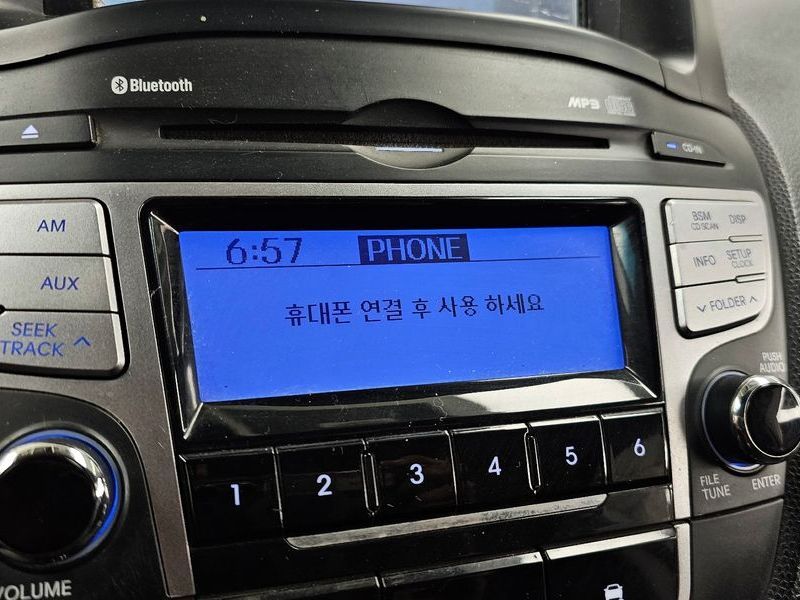 Bluetooth
MP3
CD-IN
AM
AUX
SEEK
TRACK
6:57 PHONE
휴대폰 연결 후 사용 하세요
BSM
CD SCAN
DISP
INFO
SETUP
CLOCK
FOLDER
PUSH
AUDIO
1 2 3 4 5 6
FILE
TUNE
ENTER
VOLUME